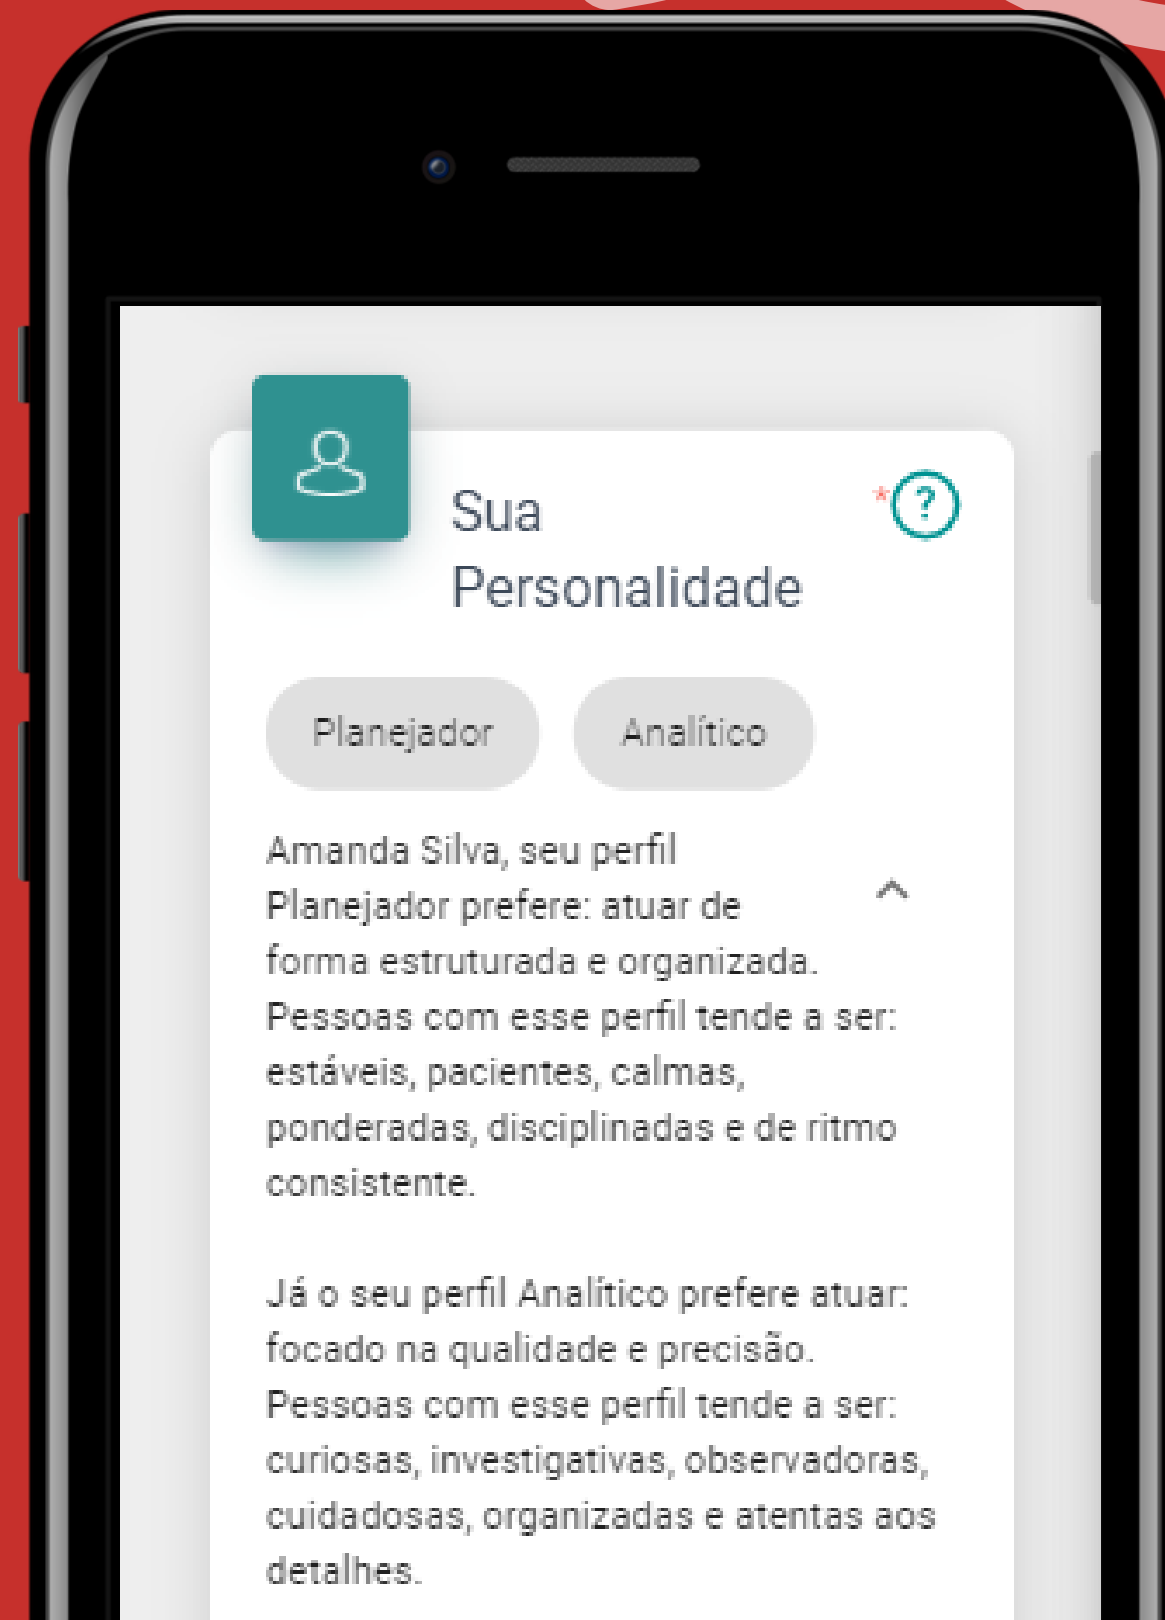 Sua
Personalidade
*?
Planejador
Analítico
Amanda Silva, seu perfil
Planejador prefere: atuar de
forma estruturada e organizada.
Pessoas com esse perfil tende a ser:
estáveis, pacientes, calmas,
ponderadas, disciplinadas e de ritmo
consistente.
Já o seu perfil Analítico prefere atuar:
focado na qualidade e precisão.
Pessoas com esse perfil tende a ser:
curiosas, investigativas, observadoras,
cuidadosas, organizadas e atentas aos
detalhes.